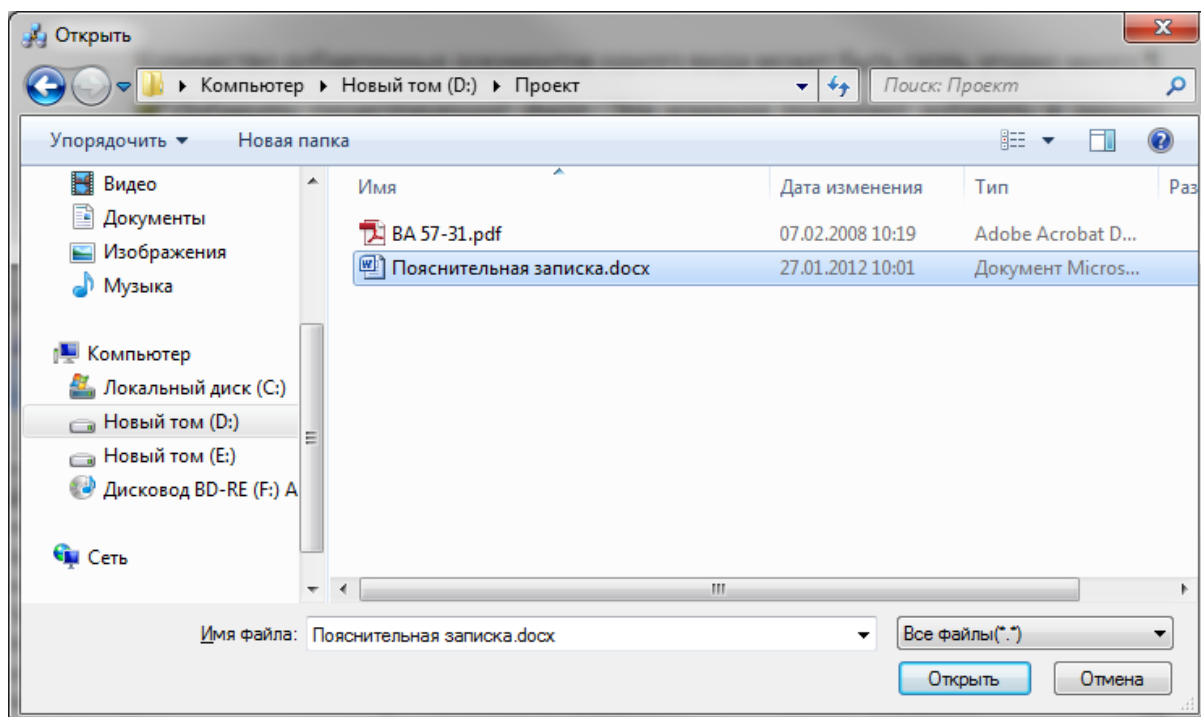 Открыть
Компьютер Новый том (D:) Проект Поиск: Проект
Упорядочить Новая папка
Видео
Документы
Изображения
Музыка
Компьютер
Локальный диск (C:)
Новый том (D:)
Новый том (E:)
Дисковод BD-RE (F:) A
Сеть
Имя Дата изменения Тип Раз
BA 57-31.pdf 07.02.2008 10:19 Adobe Acrobat D...
Пояснительная записка.docx 27.01.2012 10:01 Документ Micros...
Имя файла: Пояснительная записка.docx Все файлы(*.*)
Открыть Отмена